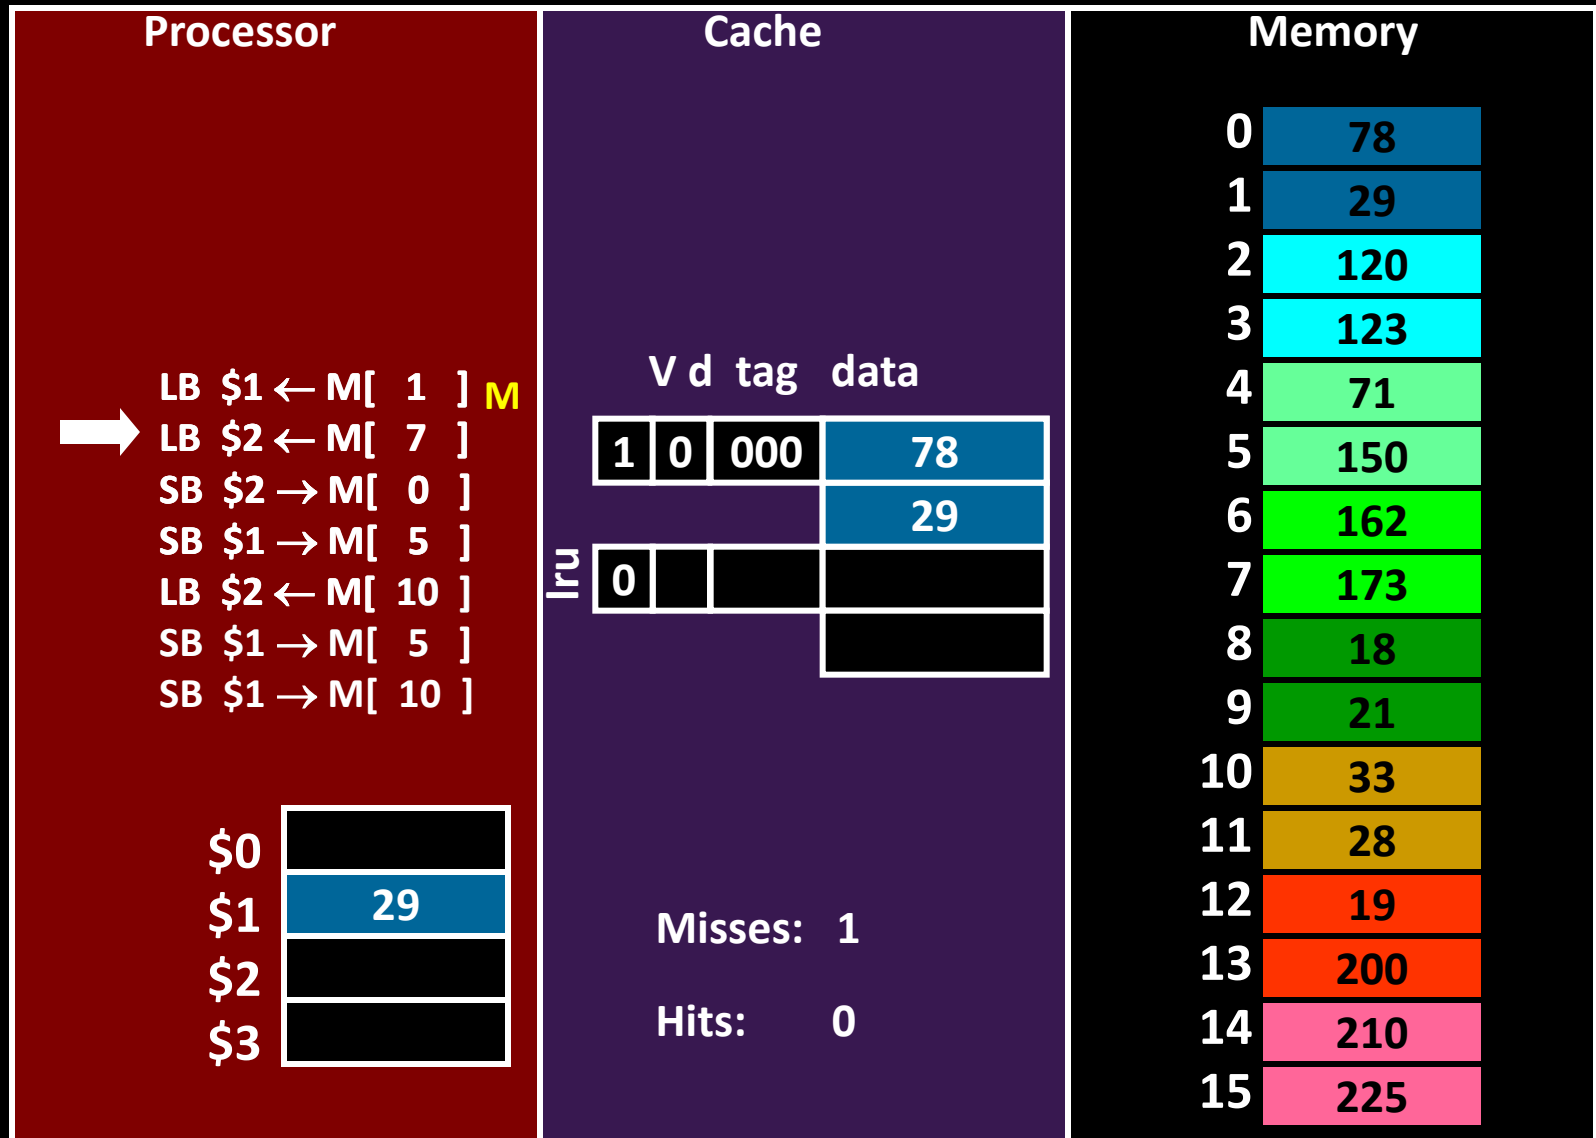 Processor
LB $1 ← M[ 1 ] M
LB $2 ← M[ 7 ]
SB $2 → M[ 0 ]
SB $1 → M[ 5 ]
LB $2 ← M[ 10 ]
SB $1 → M[ 5 ]
SB $1 → M[ 10 ]
$0
$1 29
$2
$3
Cache
V d tag data
1 0 000 78
29
lru 0
Misses: 1
Hits: 0
Memory
0 78
1 29
2 120
3 123
4 71
5 150
6 162
7 173
8 18
9 21
10 33
11 28
12 19
13 200
14 210
15 225